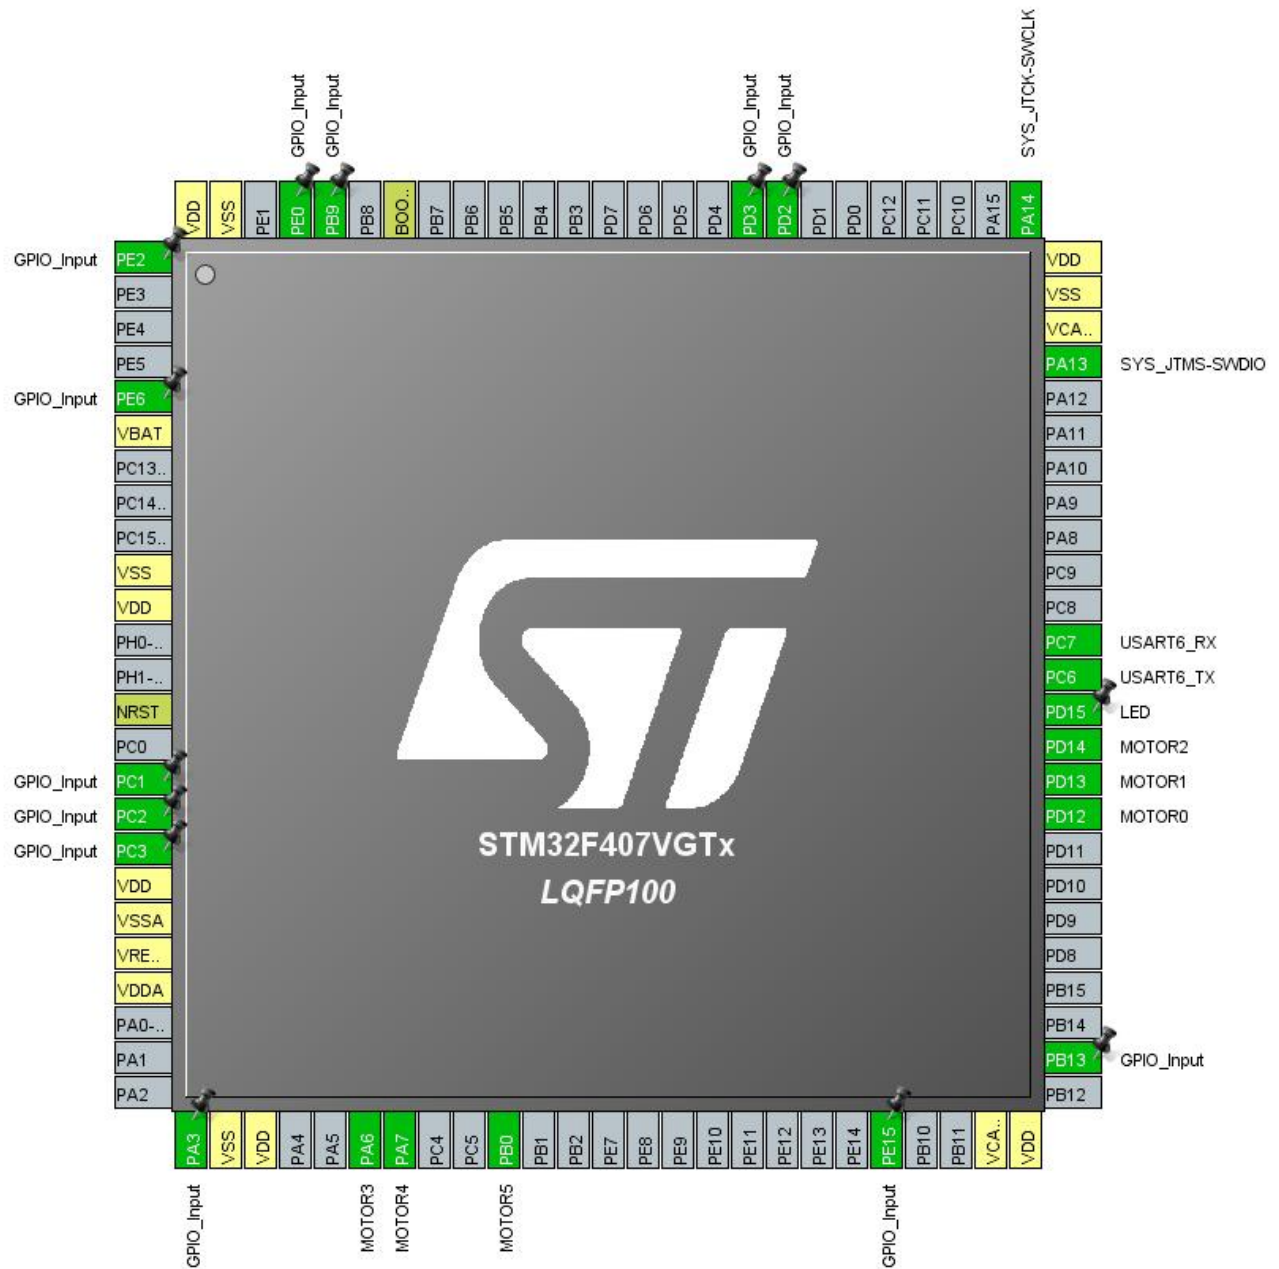 SYS_JTCK-SWCLK
GPIO_Input
GPIO_Input
GPIO_Input
GPIO_Input
VDD
VSS
PE1
PE0
PB9
PB8
BOO..
PB7
PB6
PB5
PB4
PB3
PD7
PD6
PD5
PD4
PD3
PD2
PD1
PD0
PC12
PC11
PC10
PA15
PA14
GPIO_Input PE2
PE3
PE4
PE5
GPIO_Input PE6
VBAT
PC13..
PC14..
PC15..
VSS
VDD
PH0-..
PH1-..
NRST
PC0
GPIO_Input PC1
GPIO_Input PC2
GPIO_Input PC3
VDD
VSSA
VRE..
VDDA
PA0-..
PA1
PA2
ST
STM32F407VGTx
LQFP100
VDD
VSS
VCA..
PA13 SYS_JTMS-SWDIO
PA12
PA11
PA10
PA9
PA8
PC9
PC8
PC7 USART6_RX
PC6 USART6_TX
PD15 LED
PD14 MOTOR2
PD13 MOTOR1
PD12 MOTOR0
PD11
PD10
PD9
PD8
PB15
PB14
PB13 GPIO_Input
PB12
PA3
VSS
VDD
PA4
PA5
PA6
PA7
PC4
PC5
PB0
PB1
PB2
PE7
PE8
PE9
PE10
PE11
PE12
PE13
PE14
PE15
PB10
PB11
VCA..
VDD
GPIO_Input
MOTOR3
MOTOR4
MOTOR5
GPIO_Input